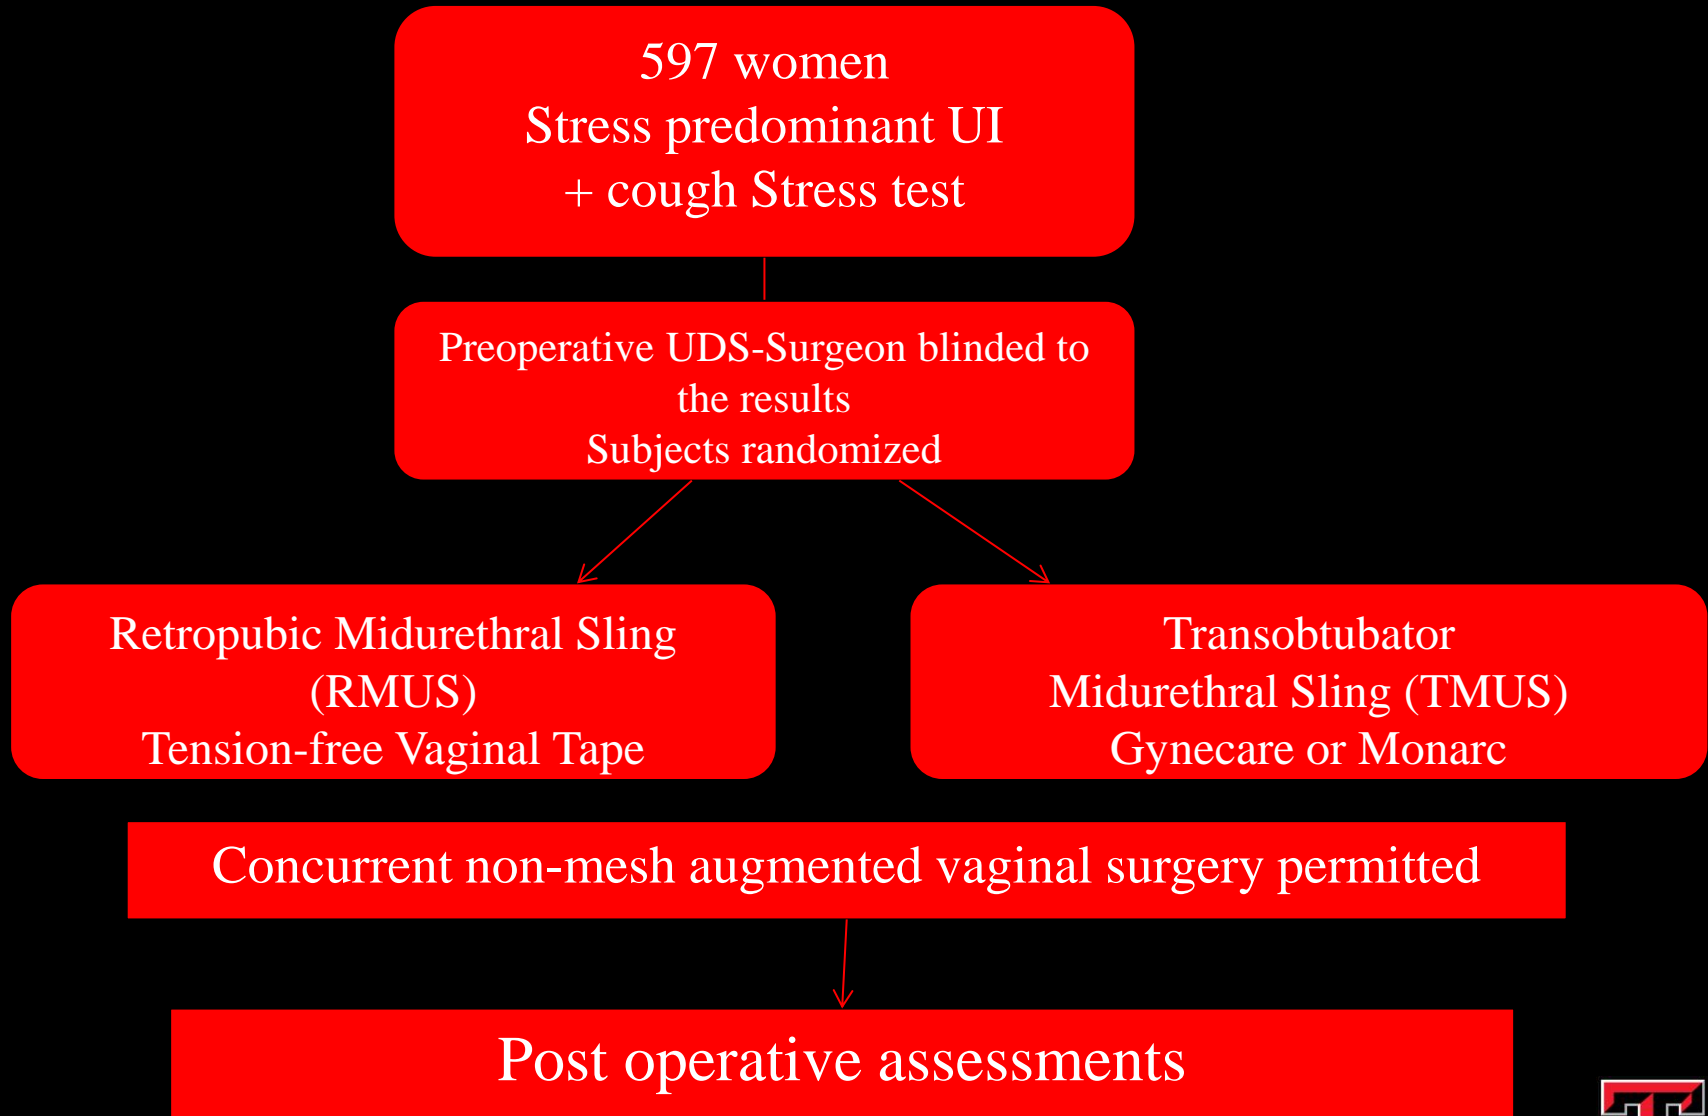 597 women
Stress predominant UI
+ cough Stress test
Preoperative UDS-Surgeon blinded to
the results
Subjects randomized
Retropubic Midurethral Sling
(RMUS)
Tension-free Vaginal Tape
Transobtubator
Midurethral Sling (TMUS)
Gynecare or Monarc
Concurrent non-mesh augmented vaginal surgery permitted
Post operative assessments